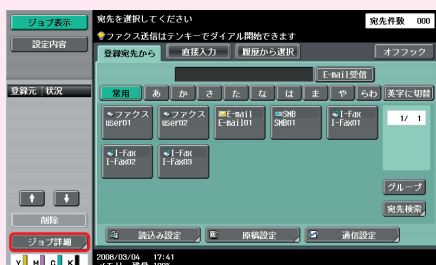 ジョブ表示
設定内容
登録元 状況
削除
ジョブ詳細
Y M C K
宛先を選択してください
宛先件数 000
ファクス送信はテンキーでダイアル開始できます
登録宛先から 直接入力 履歴から選択 オフフック
E-mail受信
常用 あ か さ た な は ま や らわ 英字に切替
ファクス user01
ファクス user02
E-mail E-mail01
SMB SMB01
I-Fax I-Fax01
1/ 1
I-Fax I-Fax02
I-Fax I-Fax03
グループ
宛先検索
読込み設定 原稿設定 通信設定
2008/03/04 17:41
メモリ 残量 100%